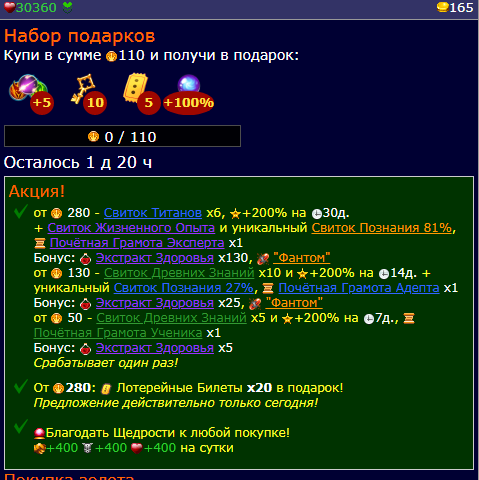 30360 165
Набор подарков
Купи в сумме 110 и получи в подарок:
+5 10 5 +100%
0 / 110
Осталось 1 д 20 ч
Акция!
от 280 - Свиток Титанов x6, +200% на 30д.
+ Свиток Жизненного Опыта и уникальный Свиток Познания 81%,
Почётная Грамота Эксперта x1
Бонус: Экстракт Здоровья x130, "Фантом"
от 130 - Свиток Древних Знаний x10 и +200% на 14д. +
уникальный Свиток Познания 27%, Почётная Грамота Адепта x1
Бонус: Экстракт Здоровья x25, "Фантом"
от 50 - Свиток Древних Знаний x5 и +200% на 7д.,
Почётная Грамота Ученика x1
Бонус: Экстракт Здоровья x5
Срабатывает один раз!
От 280: Лотерейные Билеты x20 в подарок!
Предложение действительно только сегодня!
Благодать Щедрости к любой покупке!
+400 +400 +400 на сутки
Покупка золота